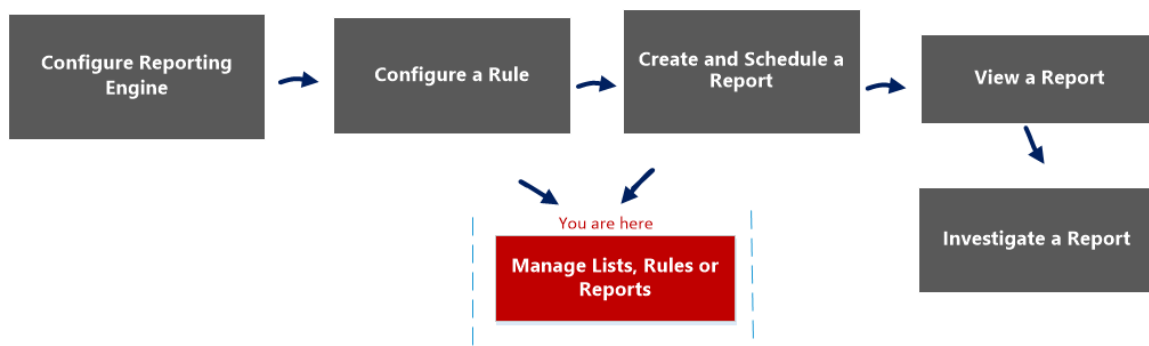 Configure Reporting
Engine
Configure a Rule
Create and Schedule a
Report
View a Report
You are here
Manage Lists, Rules or
Reports
Investigate a Report